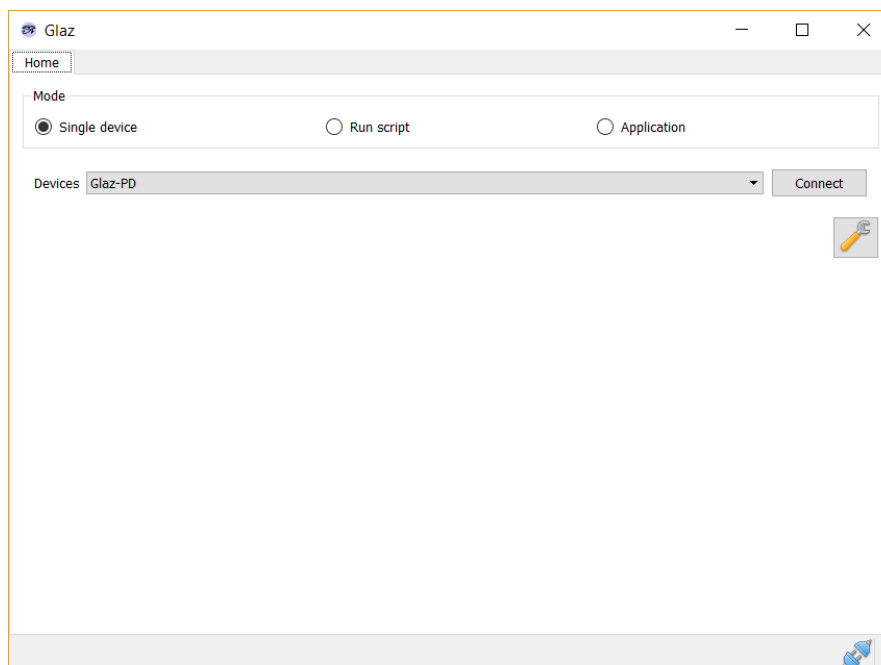 Glaz
Home
Mode
Single device Run script Application
Devices Glaz-PD Connect